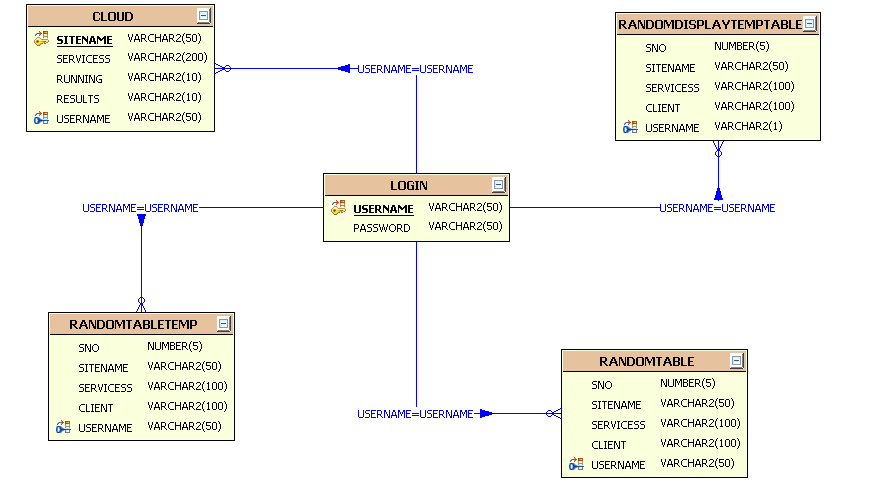 CLOUD
SITENAME VARCHAR2(50)
SERVICESS VARCHAR2(200)
RUNNING VARCHAR2(10)
RESULTS VARCHAR2(10)
USERNAME VARCHAR2(50)
USERNAME=USERNAME
RANDOMDISPLAYTEMPTABLE
SNO NUMBER(5)
SITENAME VARCHAR2(50)
SERVICESS VARCHAR2(100)
CLIENT VARCHAR2(100)
USERNAME VARCHAR2(1)
LOGIN
USERNAME VARCHAR2(50)
PASSWORD VARCHAR2(50)
USERNAME=USERNAME
USERNAME=USERNAME
RANDOMTABLETEMP
SNO NUMBER(5)
SITENAME VARCHAR2(50)
SERVICESS VARCHAR2(100)
CLIENT VARCHAR2(100)
USERNAME VARCHAR2(50)
USERNAME=USERNAME
RANDOMTABLE
SNO NUMBER(5)
SITENAME VARCHAR2(50)
SERVICESS VARCHAR2(100)
CLIENT VARCHAR2(100)
USERNAME VARCHAR2(50)